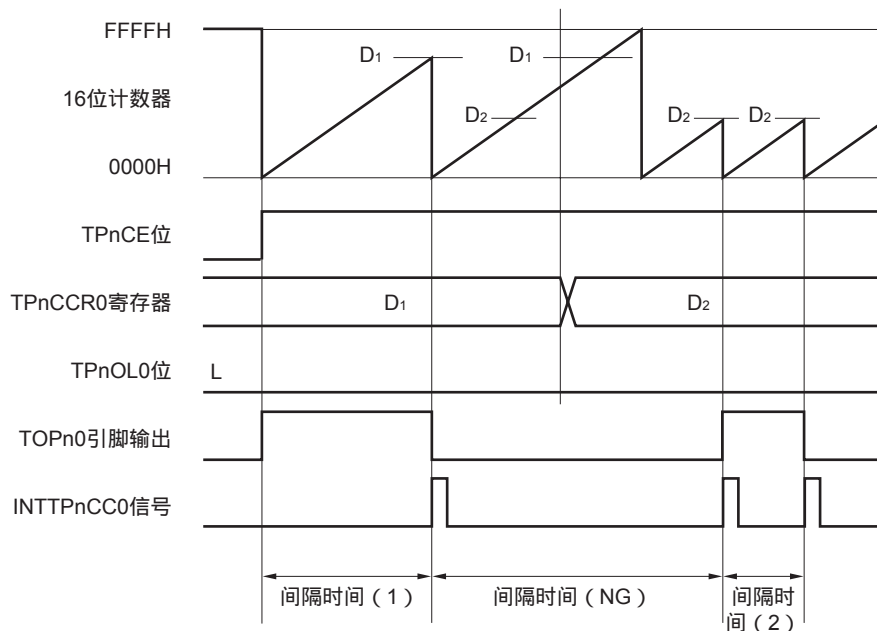 FFFFH
D1
D1
16位计数器
D2
D2
D2
0000H
TPnCE位
TPnCCR0寄存器
D1
D2
TPnOL0位
L
TOPn0引脚输出
INTTPnCC0信号
间隔时间（1）
间隔时间（NG）
间隔时
间（2）